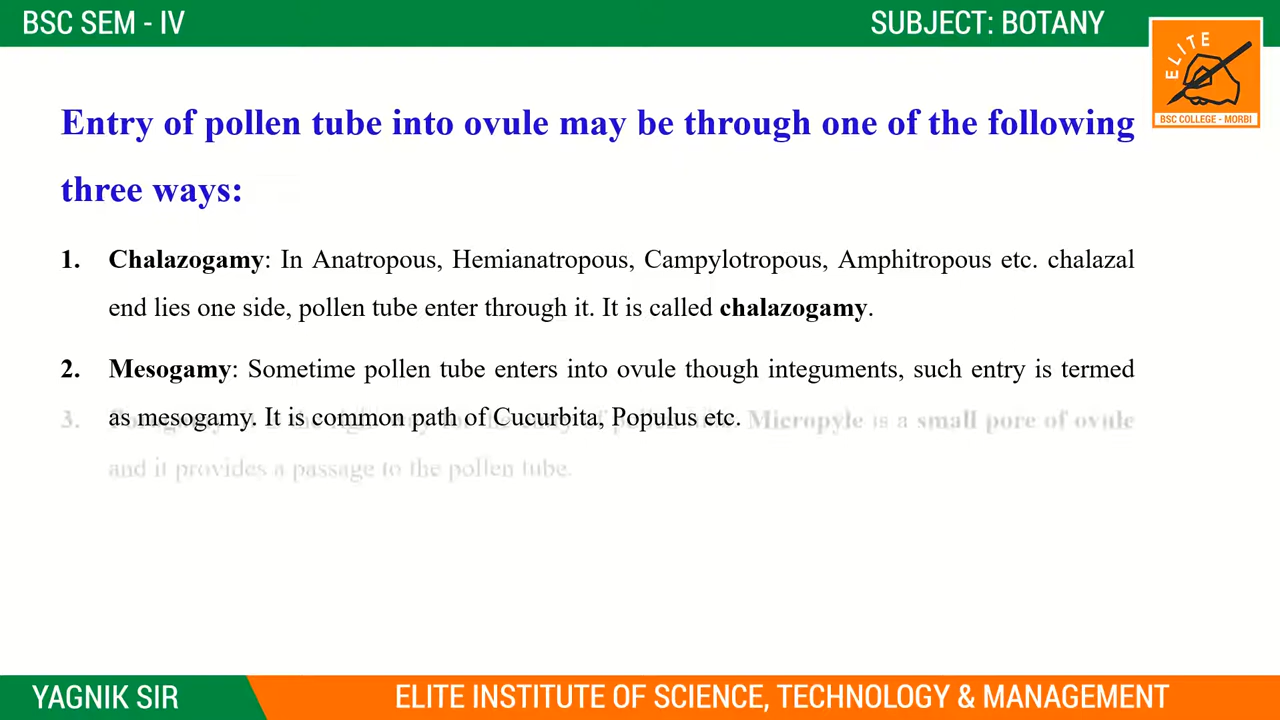 BSC SEM - IV
SUBJECT: BOTANY
ELITE
BSC COLLEGE - MORBI
Entry of pollen tube into ovule may be through one of the following
three ways:
1. Chalazogamy: In Anatropous, Hemianatropous, Campylotropous, Amphitropous etc. chalazal
end lies one side, pollen tube enter through it. It is called chalazogamy.
2. Mesogamy: Sometime pollen tube enters into ovule though integuments, such entry is termed
as mesogamy. It is common path of Cucurbita, Populus etc.
3. Micropyle is a small pore of ovule
and it provides a passage to the pollen tube.
YAGNIK SIR
ELITE INSTITUTE OF SCIENCE, TECHNOLOGY & MANAGEMENT